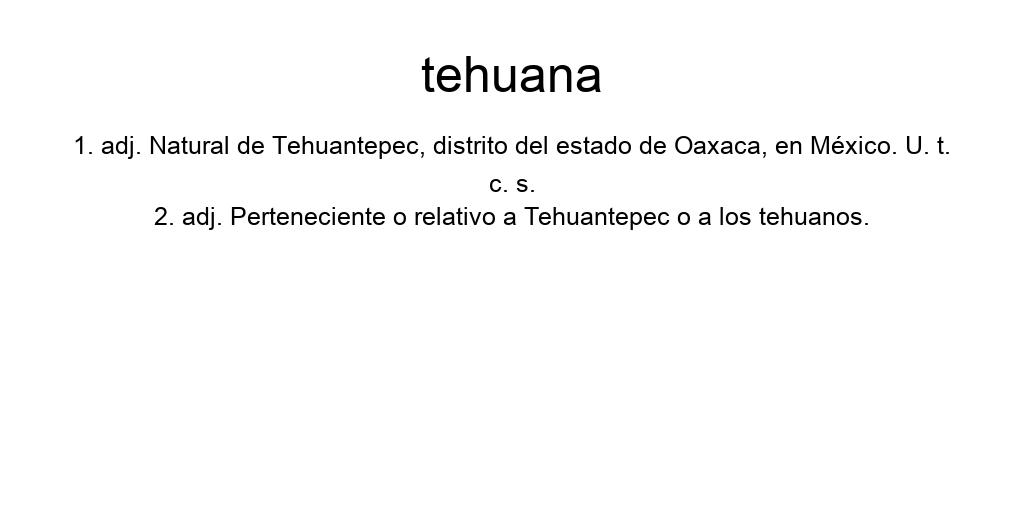 tehuana
1. adj. Natural de Tehuantepec, distrito del estado de Oaxaca, en México. U. t.
c. s.
2. adj. Perteneciente o relativo a Tehuantepec o a los tehuanos.